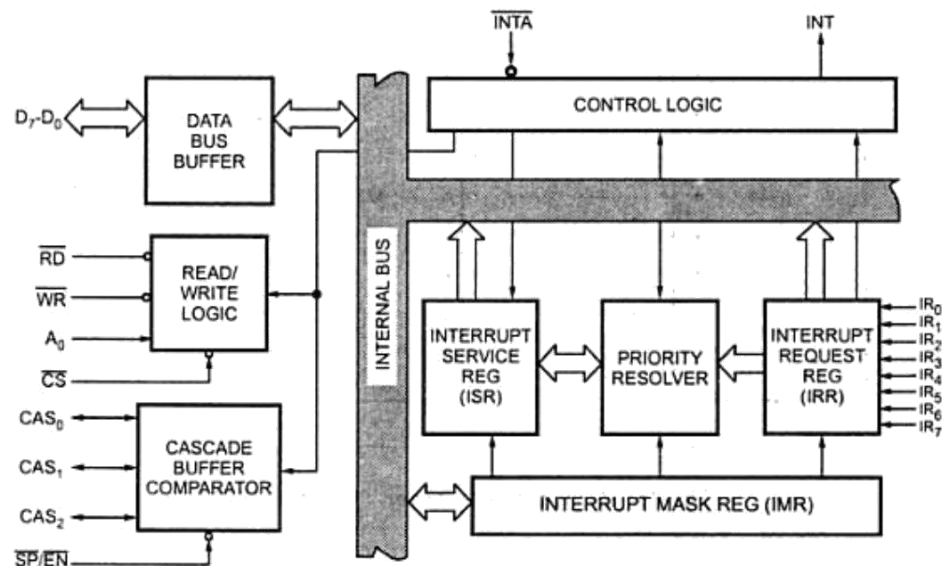 INTA
INT
CONTROL LOGIC
D7-D0
DATA
BUS
BUFFER
RD
WR
A0
CS
READ/
WRITE
LOGIC
INTERNAL BUS
INTERRUPT
SERVICE
REG
(ISR)
PRIORITY
RESOLVER
INTERRUPT
REQUEST
REG
(IRR)
IR0
IR1
IR2
IR3
IR4
IR5
IR6
IR7
CAS0
CAS1
CAS2
SP/EN
CASCADE
BUFFER
COMPARATOR
INTERRUPT MASK REG (IMR)